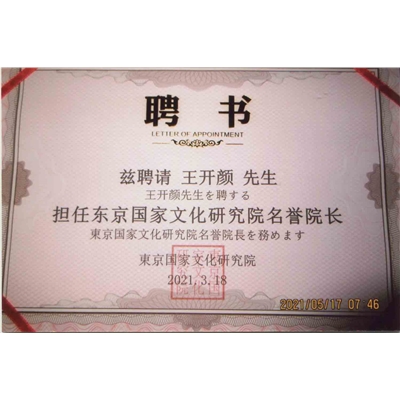 聘书
LETTER OF APPOINTMENT
兹聘请 王开颜 先生
王开颜先生を聘する
担任东京国家文化研究院名誉院长
東京国家文化研究院名誉院長を務めます
東京国家文化研究院
2021.3.18
2021/05/17 07 46